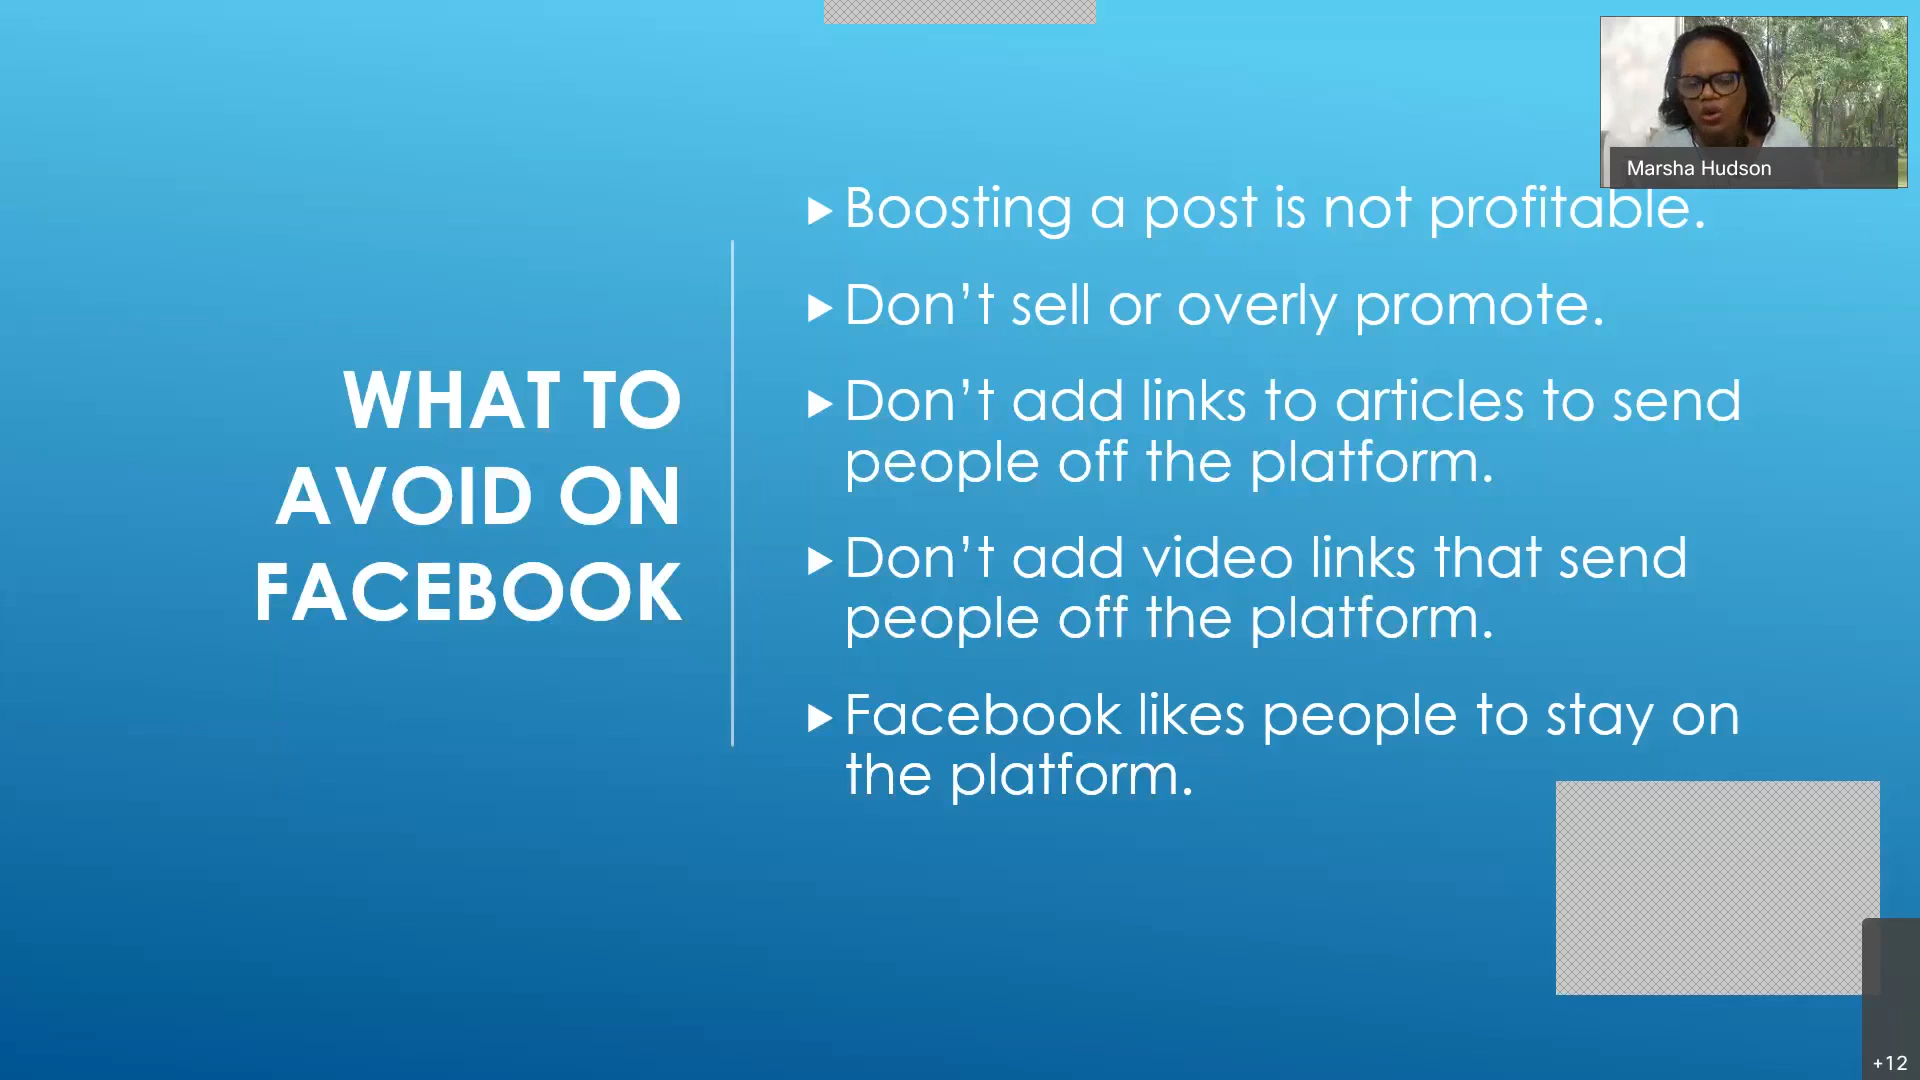 Marsha Hudson
WHAT TO
AVOID ON
FACEBOOK
▶ Boosting a post is not profitable.
▶ Don’t sell or overly promote.
▶ Don’t add links to articles to send
people off the platform.
▶ Don’t add video links that send
people off the platform.
▶ Facebook likes people to stay on
the platform.
+12